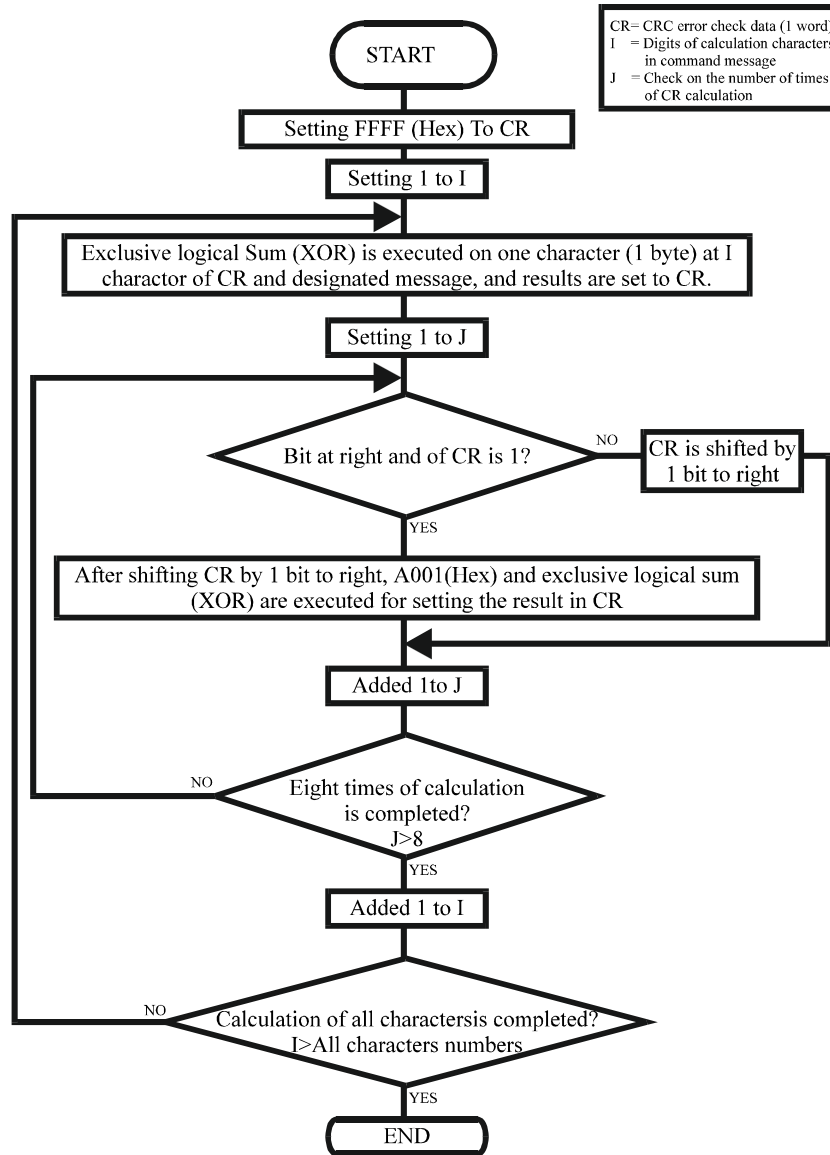 START
CR= CRC error check data (1 word)
I = Digits of calculation characters
in command message
J = Check on the number of times
of CR calculation
Setting FFFF (Hex) To CR
Setting 1 to I
Exclusive logical Sum (XOR) is executed on one character (1 byte) at I
charactor of CR and designated message, and results are set to CR.
Setting 1 to J
Bit at right and of CR is 1?
NO
CR is shifted by
1 bit to right
YES
After shifting CR by 1 bit to right, A001(Hex) and exclusive logical sum
(XOR) are executed for setting the result in CR
Added 1to J
NO
Eight times of calculation
is completed?
J>8
YES
Added 1 to I
NO
Calculation of all charactersis completed?
I>All characters numbers
YES
END